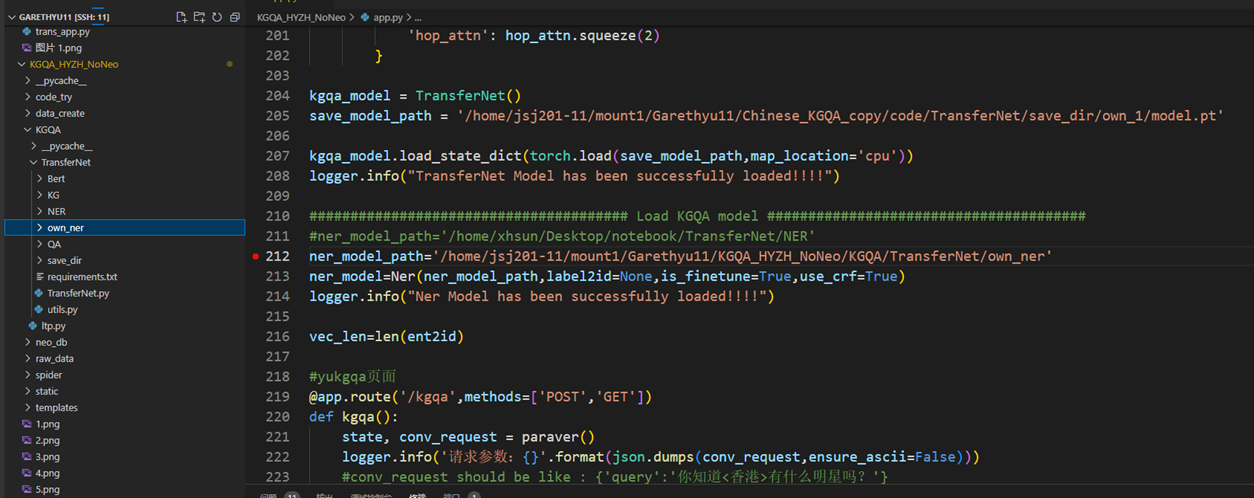 GARETHYU11 [SSH: 11]
trans_app.py
图片 1.png
KGQA_HYZH_NoNeo
__pycache__
code_try
data_create
KGQA
__pycache__
TransferNet
Bert
KG
NER
own_ner
QA
save_dir
requirements.txt
TransferNet.py
utils.py
ltp.py
neo_db
raw_data
spider
static
templates
1.png
2.png
3.png
4.png
5.png
KGQA_HYZH_NoNeo > app.py > ...
201 'hop_attn': hop_attn.squeeze(2)
202 }
203
204 kgqa_model = TransferNet()
205 save_model_path = '/home/jsj201-11/mount1/Garethyu11/Chinese_KGQA_copy/code/TransferNet/save_dir/own_1/model.pt'
206
207 kgqa_model.load_state_dict(torch.load(save_model_path,map_location='cpu'))
208 logger.info("TransferNet Model has been successfully loaded!!!!")
209
210 ####################################### Load KGQA model #######################################
211 #ner_model_path='/home/xhsun/Desktop/notebook/TransferNet/NER'
212 ner_model_path='/home/jsj201-11/mount1/Garethyu11/KGQA_HYZH_NoNeo/KGQA/TransferNet/own_ner'
213 ner_model=Ner(ner_model_path,label2id=None,is_finetune=True,use_crf=True)
214 logger.info("Ner Model has been successfully loaded!!!!")
215
216 vec_len=len(ent2id)
217
218 #yukgqa页面
219 @app.route('/kgqa',methods=['POST','GET'])
220 def kgqa():
221 state, conv_request = paraver()
222 logger.info('请求参数: {}'.format(json.dumps(conv_request,ensure_ascii=False)))
223 #conv_request should be like : {'query':'你知道<香港>有什么明星吗？'}